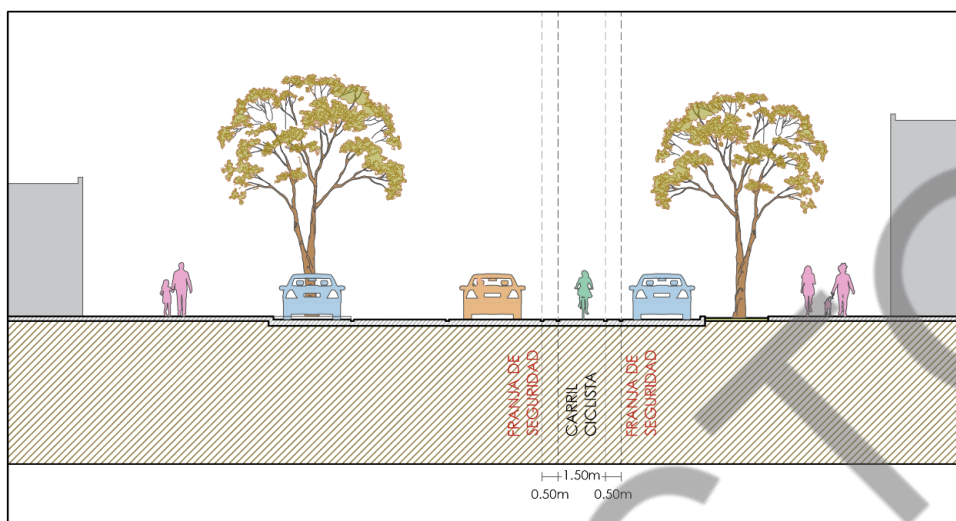 FRANJA DE
SEGURIDAD
CARRIL
CICLISTA
FRANJA DE
SEGURIDAD
1.50m
0.50m
0.50m